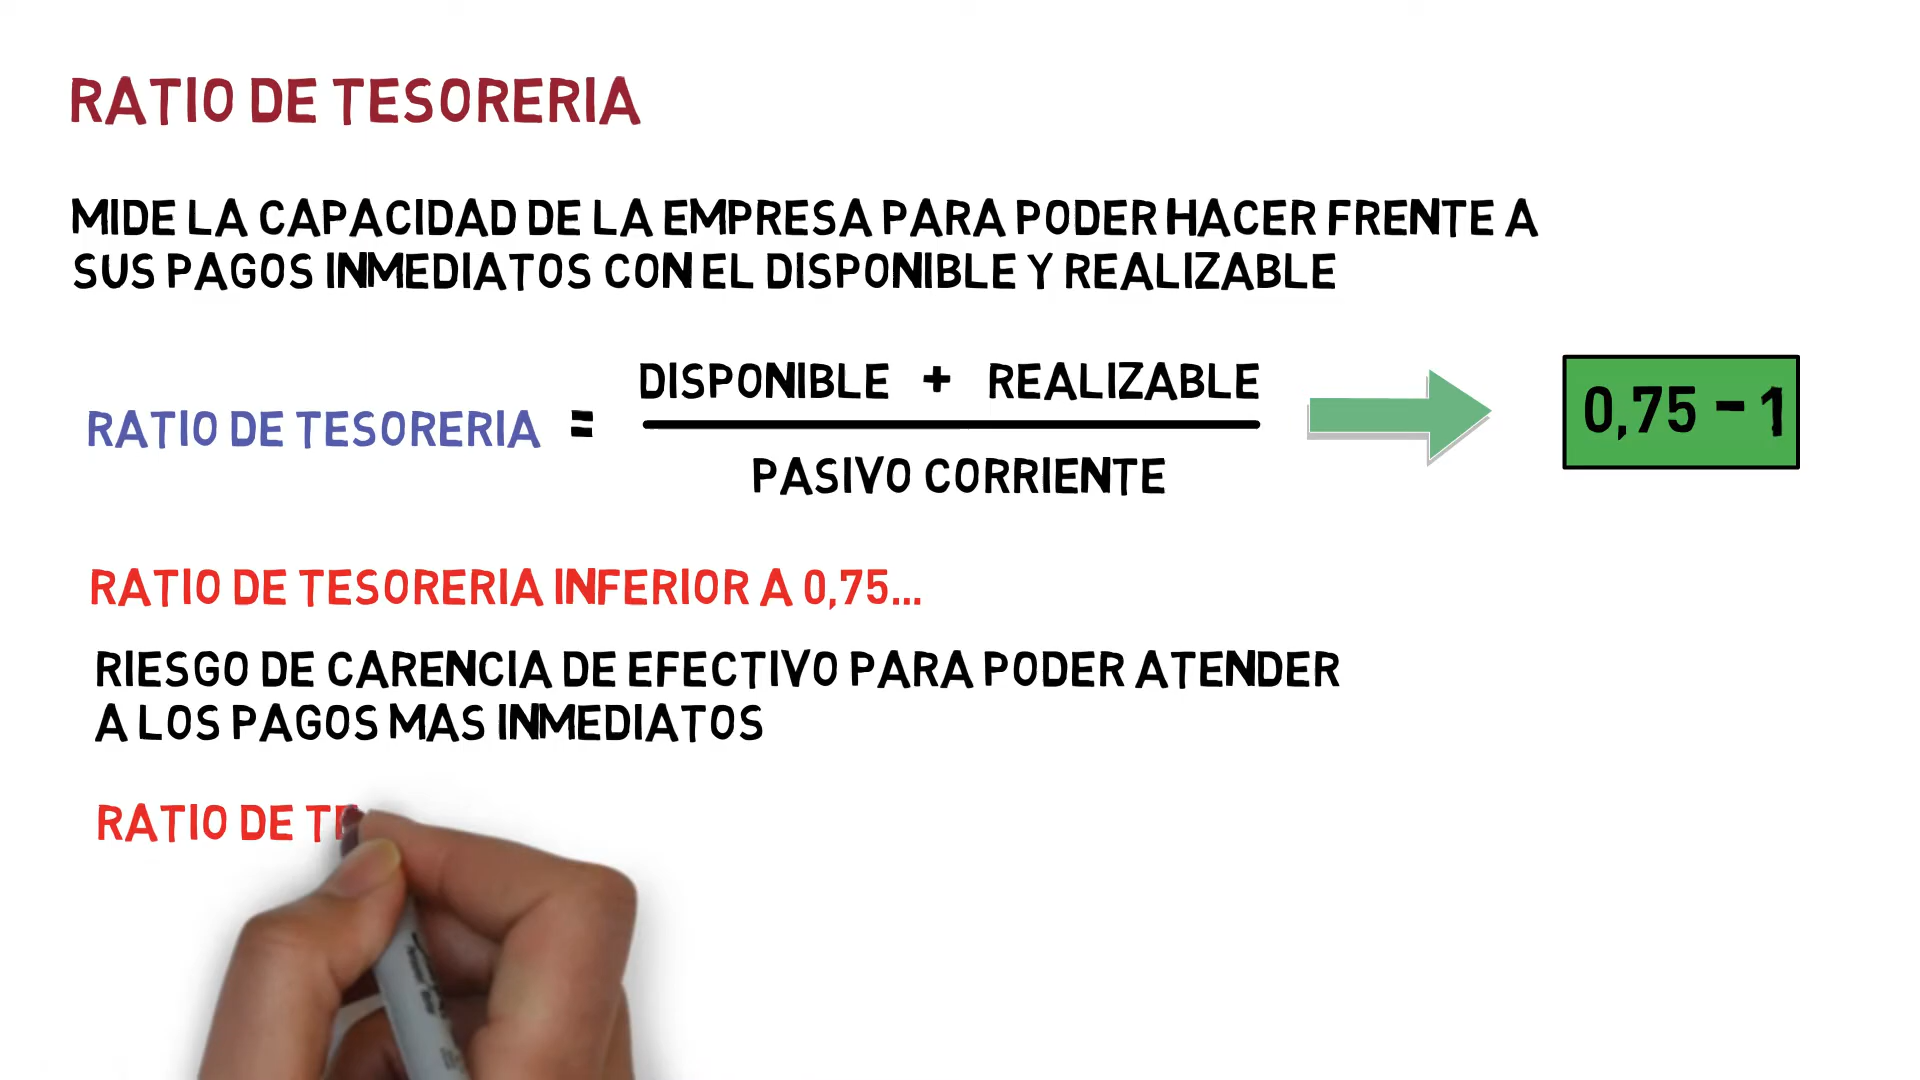 RATIO DE TESORERIA
MIDE LA CAPACIDAD DE LA EMPRESA PARA PODER HACER FRENTE A
SUS PAGOS INMEDIATOS CON EL DISPONIBLE Y REALIZABLE
DISPONIBLE + REALIZABLE
RATIO DE TESORERIA =
PASIVO CORRIENTE
0,75 - 1
RATIO DE TESORERIA INFERIOR A 0,75...
RIESGO DE CARENCIA DE EFECTIVO PARA PODER ATENDER
A LOS PAGOS MAS INMEDIATOS
RATIO DE TE